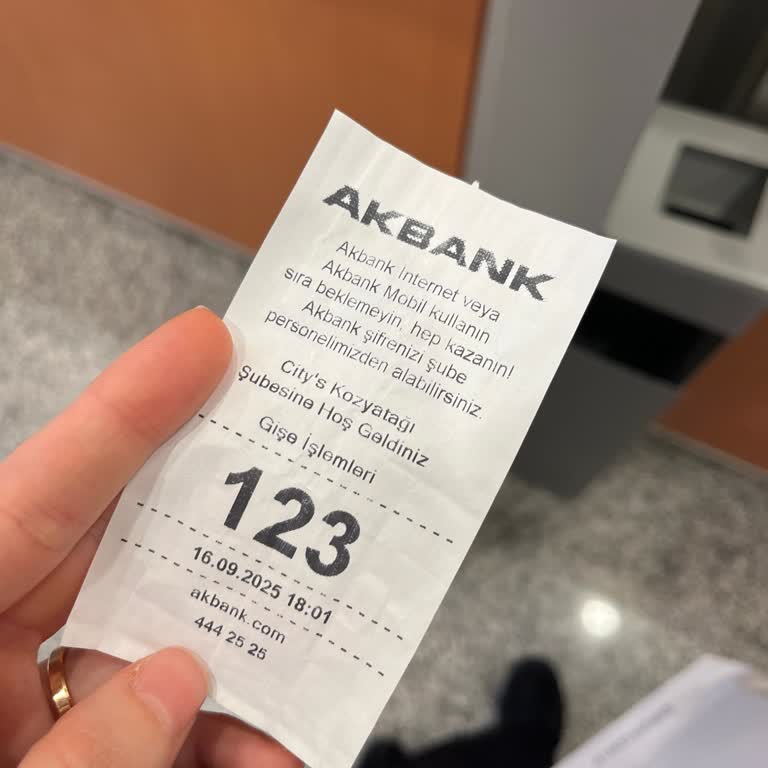 AKBANK
Akbank İnternet veya
Akbank Mobil kullanın
sıra beklemeyin, hep kazanın!
Akbank şifrenizi şube
personelimizden alabilirsiniz.
City's Kozyatağı
Şubesine Hoş Geldiniz
Gişe İşlemleri
123
16.09.2025 18:01
akbank.com
444 25 25